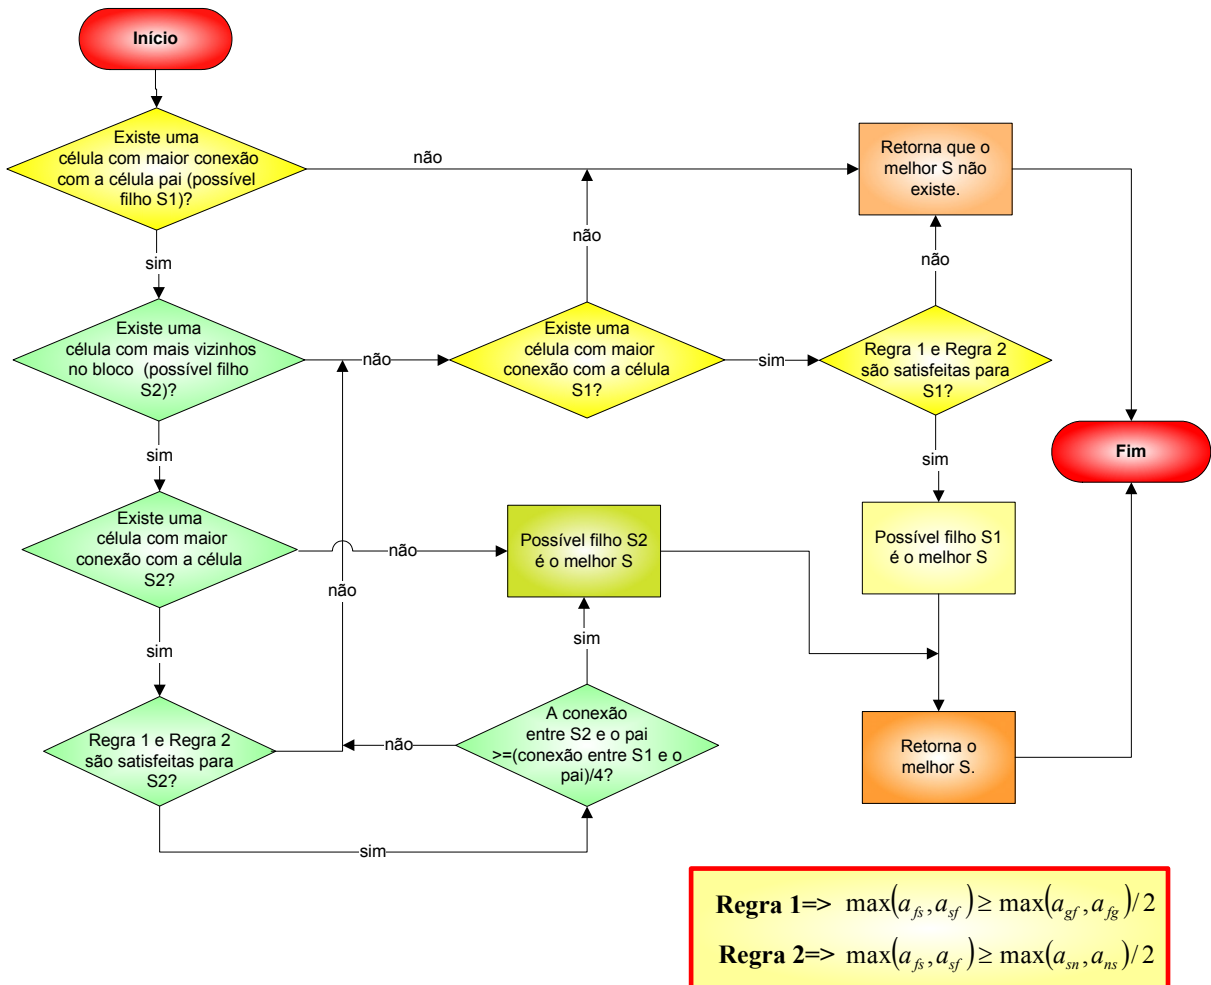 Início
Existe uma
célula com maior conexão
com a célula pai (possível
filho S1)?
não
Retorna que o
melhor S não
existe.
não
não
sim
Existe uma
célula com mais vizinhos
no bloco (possível filho
S2)?
não
Existe uma
célula com maior
conexão com a célula
S1?
sim
Regra 1 e Regra 2
são satisfeitas para
S1?
Fim
sim
sim
Existe uma
célula com maior
conexão com a célula
S2?
não
Possível filho S2
é o melhor S
Possível filho S1
é o melhor S
não
sim
sim
Regra 1 e Regra 2
são satisfeitas para
S2?
não
A conexão
entre S2 e o pai
>=(conexão entre S1 e o
pai)/4?
Retorna o
melhor S.
sim
Regra 1=> max(a_fs, a_sf) ≥ max(a_gf, a_fg)/2
Regra 2=> max(a_fs, a_sf) ≥ max(a_sn, a_ns)/2